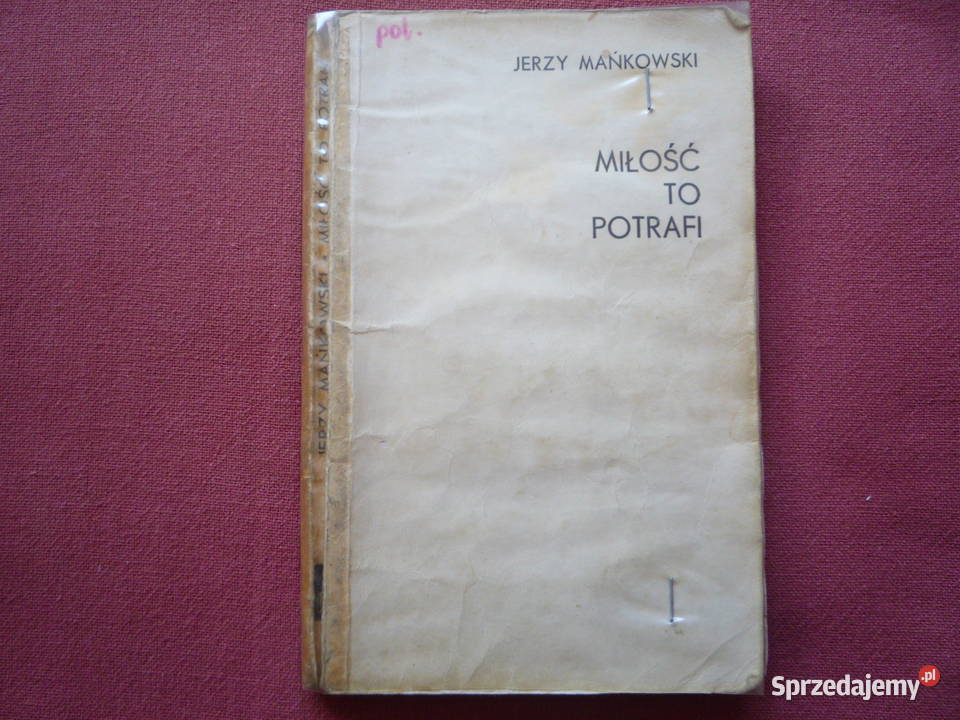 pol.
JERZY MAŃKOWSKI
MIŁOŚĆ
TO
POTRAFI
JERZY MAŃKOWSKI • MIŁOŚĆ TO POTRAFI
Sprzedajemy.pl